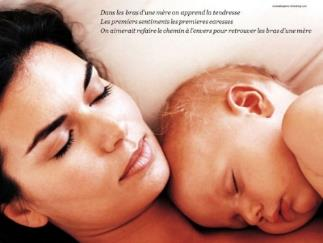 Dans les bras d'une mère on apprend la tendresse
Les premiers sentiments les premieres caresses
On aimerait refaire le chemin à l'envers pour retrouver les bras d'une mère